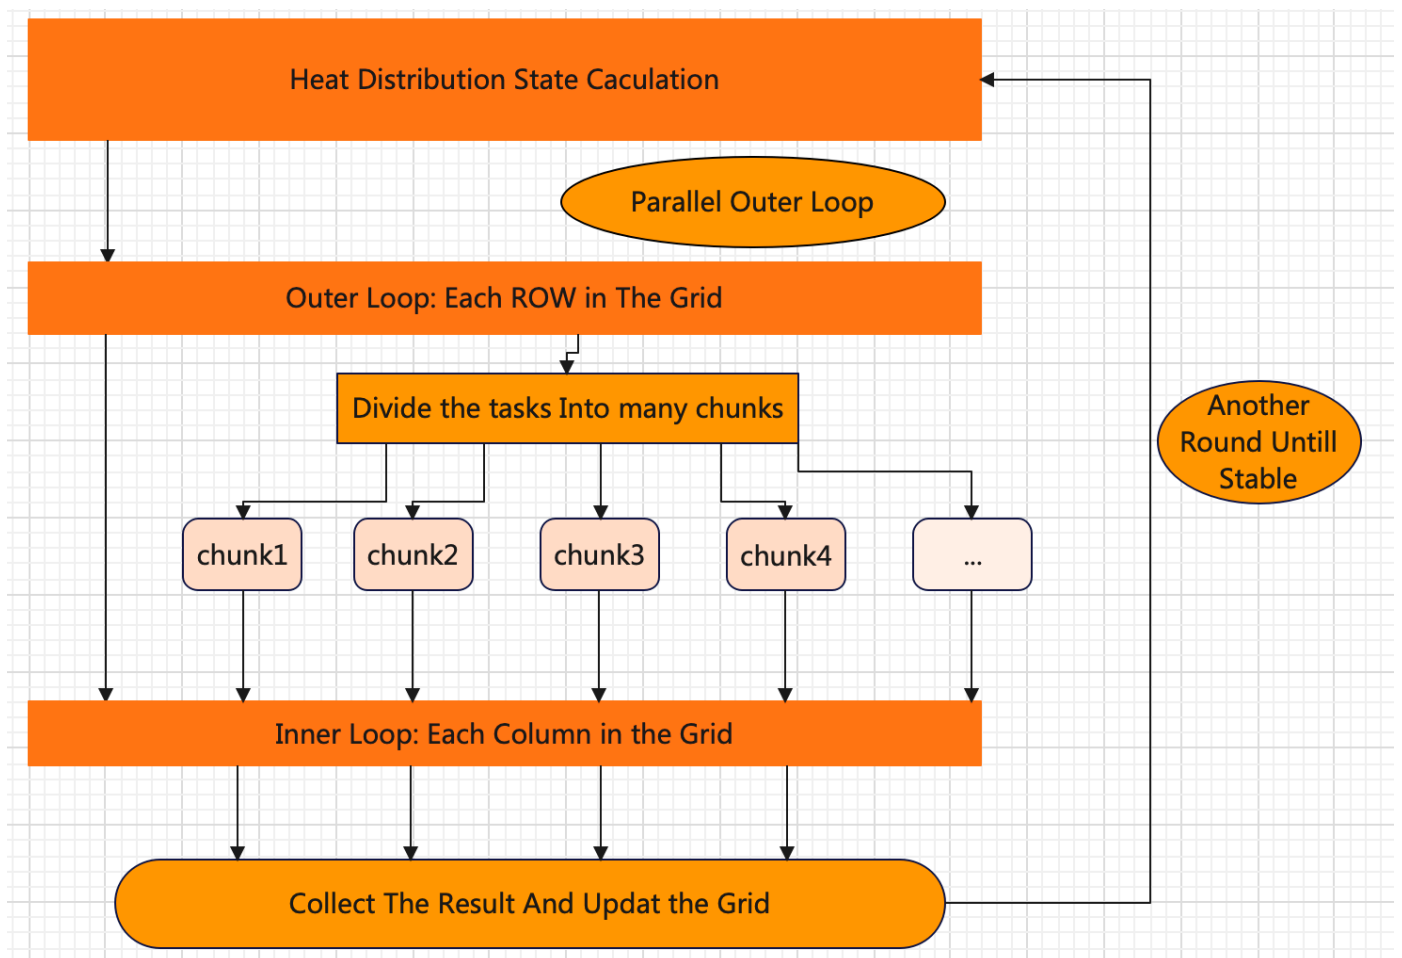 Heat Distribution State Caculation
Parallel Outer Loop
Outer Loop: Each ROW in The Grid
Divide the tasks Into many chunks
Another
Round Untill
Stable
chunk1
chunk2
chunk3
chunk4
...
Inner Loop: Each Column in the Grid
Collect The Result And Updat the Grid